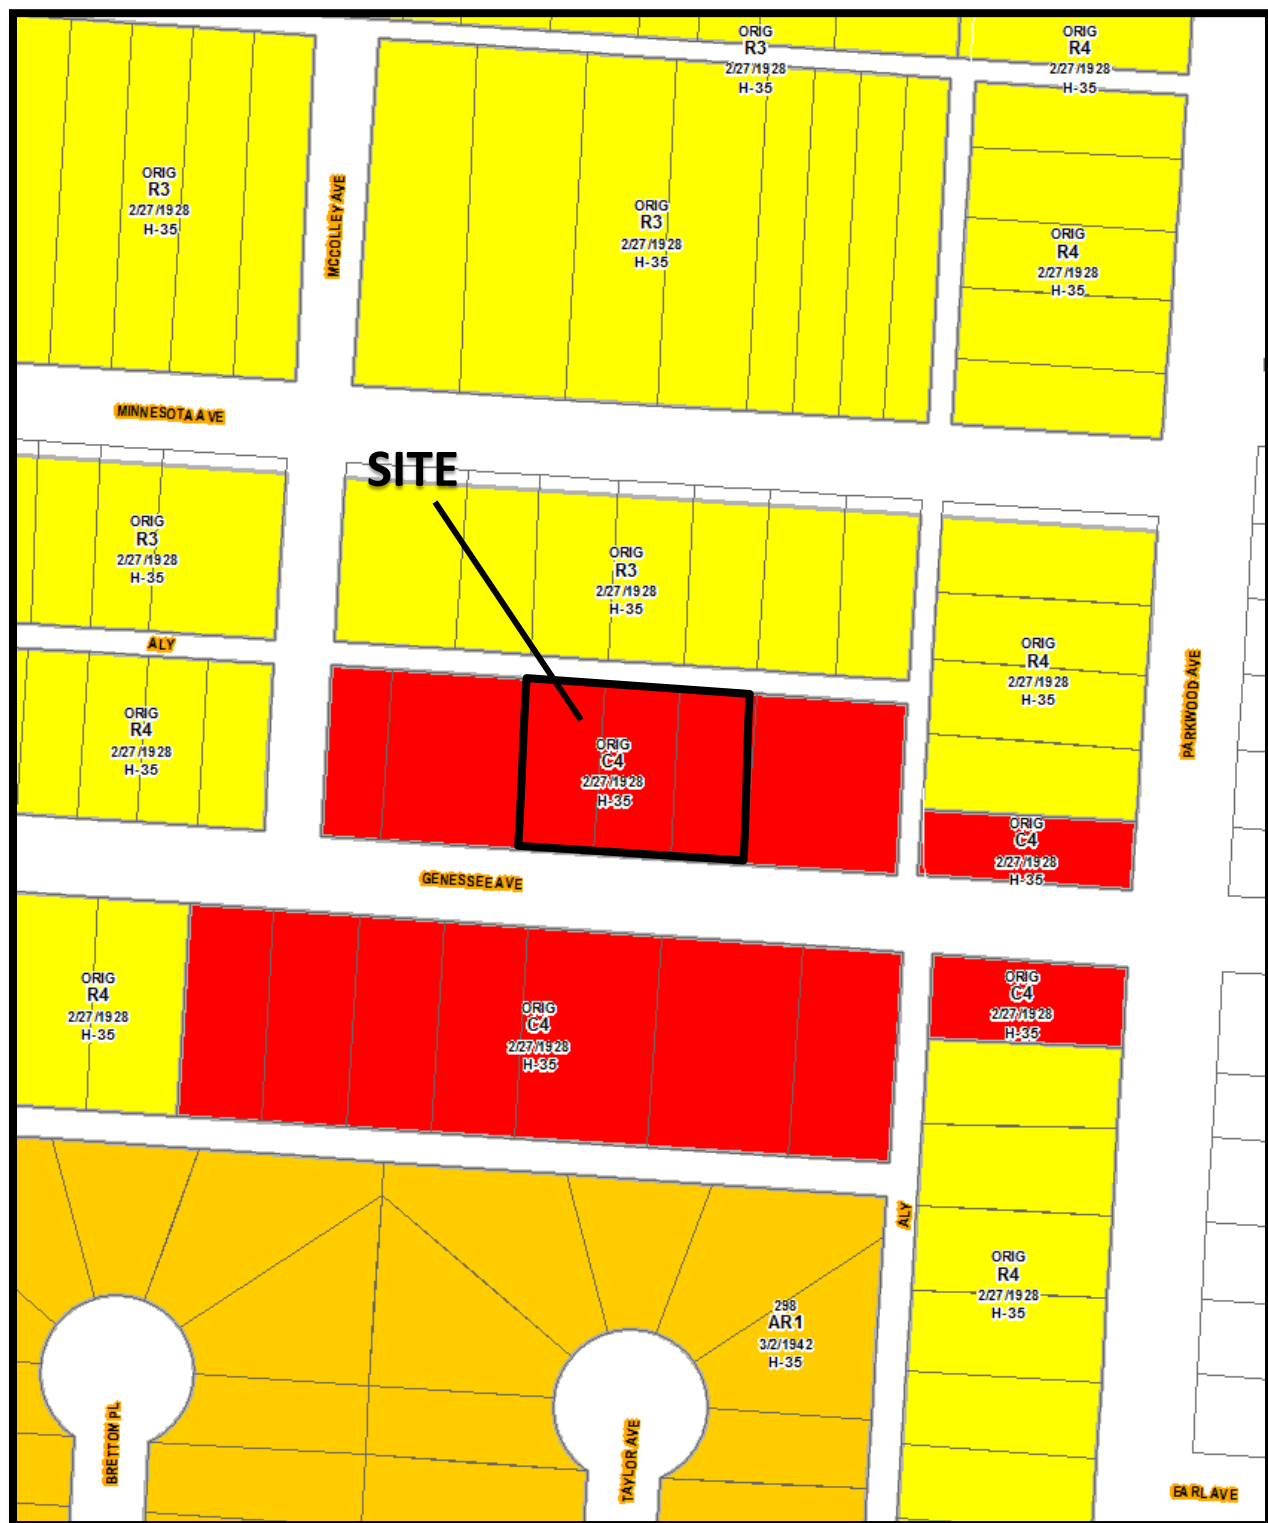 ORIG
R3
2/27/1928
H-35
ORIG
R4
2/27/1928
H-35
ORIG
R3
2/27/1928
H-35
MCCOLLEY AVE
ORIG
R3
2/27/1928
H-35
ORIG
R4
2/27/1928
H-35
MINNESOTA AVE
SITE
ORIG
R3
2/27/1928
H-35
ORIG
R3
2/27/1928
H-35
ALY
ORIG
R4
2/27/1928
H-35
PARKWOOD AVE
ORIG
R4
2/27/1928
H-35
ORIG
C4
2/27/1928
H-35
ORIG
C4
2/27/1928
H-35
GENESSEE AVE
ORIG
R4
2/27/1928
H-35
ORIG
C4
2/27/1928
H-35
ORIG
C4
2/27/1928
H-35
ALY
ORIG
R4
2/27/1928
H-35
298
AR1
3/2/1942
H-35
BRETTON PL
TAYLOR AVE
EARL AVE